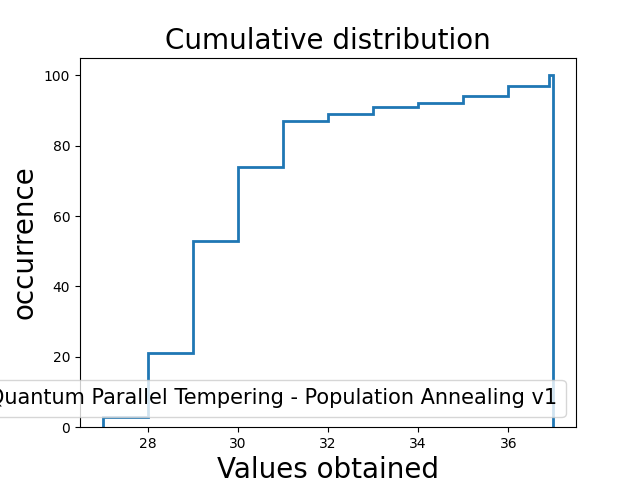 Cumulative distribution
100
80
60
40
20
0
occurrence
Parallel Tempering - Population Annealing v1
28 30 32 34 36
Values obtained